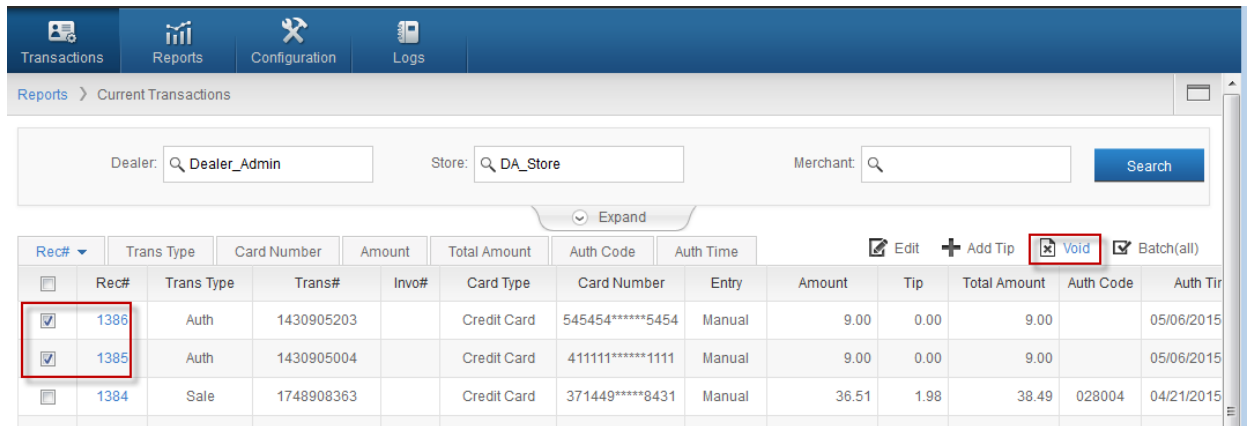 Transactions Reports Configuration Logs
Reports Current Transactions
Dealer: Dealer_Admin Store: DA_Store Merchant: Search
Expand
Rec# Trans Type Card Number Amount Total Amount Auth Code Auth Time Edit Add Tip Void Batch(all)
Rec# Trans Type Trans# Invo# Card Type Card Number Entry Amount Tip Total Amount Auth Code Auth Tir
1386 Auth 1430905203 Credit Card 545454******5454 Manual 9.00 0.00 9.00 05/06/2015
1385 Auth 1430905004 Credit Card 411111******1111 Manual 9.00 0.00 9.00 05/06/2015
1384 Sale 1748908363 Credit Card 371449*****8431 Manual 36.51 1.98 38.49 028004 04/21/2015